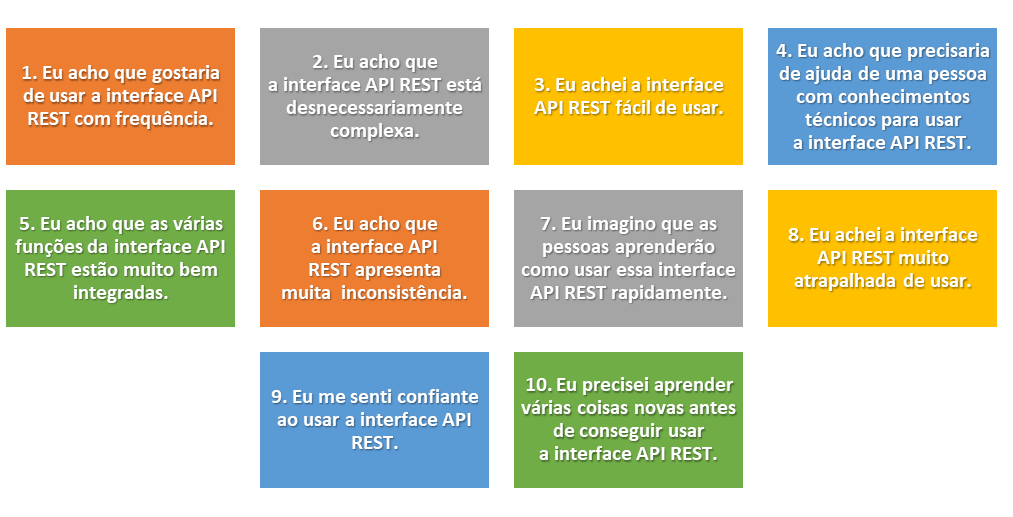 1. Eu acho que gostaria
de usar a interface API
REST com frequência.
2. Eu acho que
a interface API REST está
desnecessariamente
complexa.
3. Eu achei a interface
API REST fácil de usar.
4. Eu acho que precisaria
de ajuda de uma pessoa
com conhecimentos
técnicos para usar
a interface API REST.
5. Eu acho que as várias
funções da interface API
REST estão muito bem
integradas.
6. Eu acho que
a interface API
REST apresenta
muita inconsistência.
7. Eu imagino que as
pessoas aprenderão
como usar essa interface
API REST rapidamente.
8. Eu achei a interface
API REST muito
atrapalhada de usar.
9. Eu me senti confiante
ao usar a interface API
REST.
10. Eu precisei aprender
várias coisas novas antes
de conseguir usar
a interface API REST.